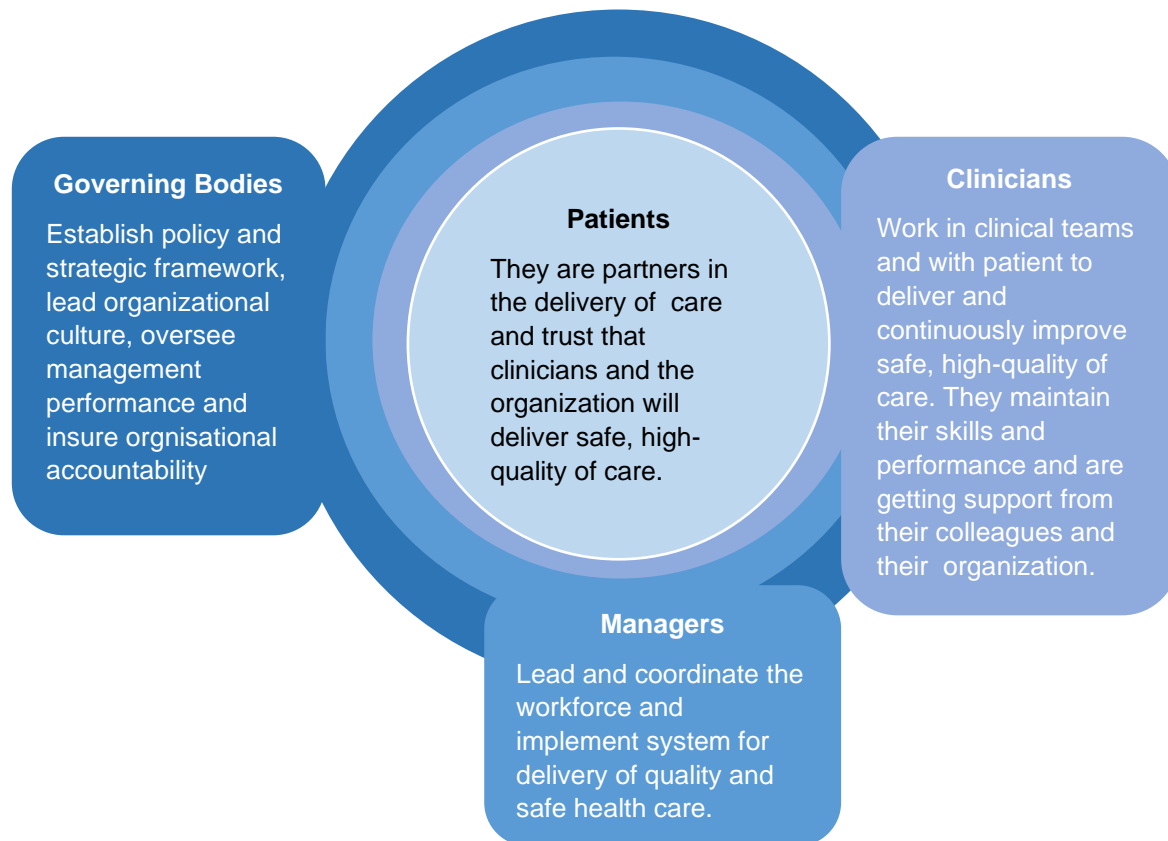 Governing Bodies
Establish policy and
strategic framework,
lead organizational
culture, oversee
management
performance and
insure orgnisational
accountability
Patients
They are partners in
the delivery of  care
and trust that
clinicians and the
organization will
deliver safe, high-
quality of care.
Clinicians
Work in clinical teams
and with patient to
deliver and
continuously improve
safe, high-quality of
care. They maintain
their skills and
performance and are
getting support from
their colleagues and
their  organization.
Managers
Lead and coordinate the
workforce and
implement system for
delivery of quality and
safe health care.